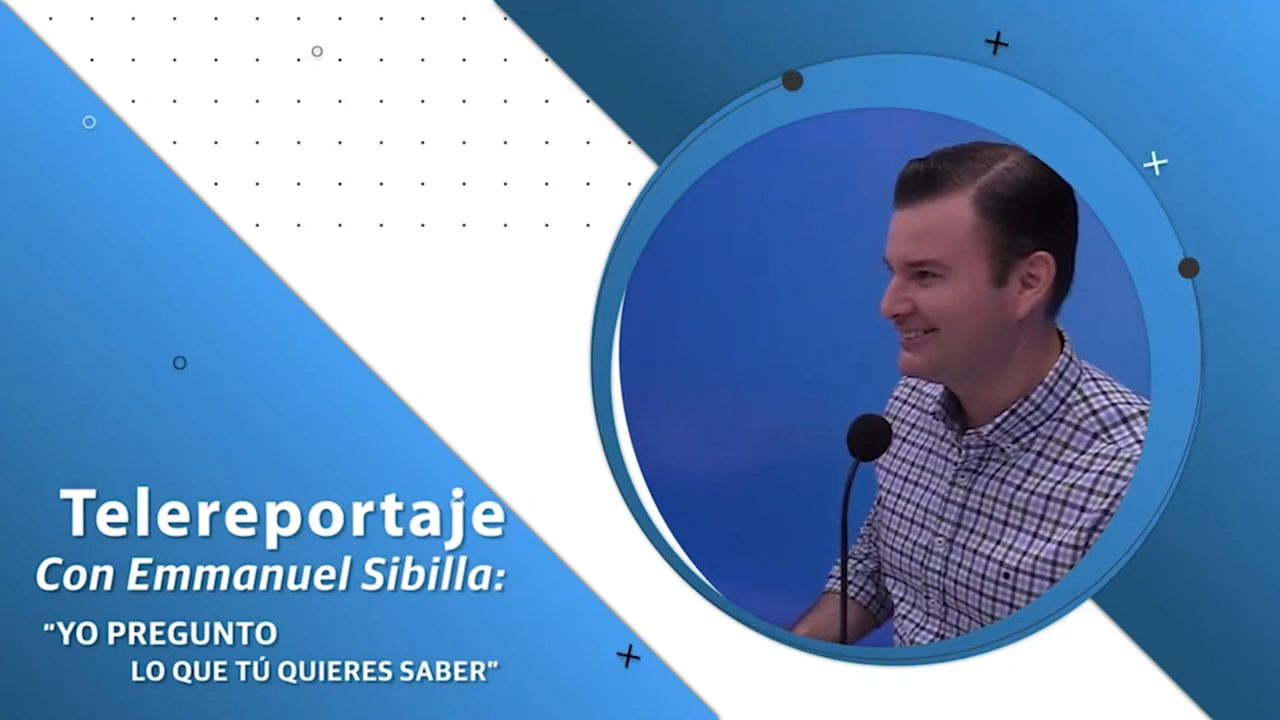 Telereportaje
Con Emmanuel Sibilla:
"YO PREGUNTO
LO QUE TÚ QUIERES SABER"